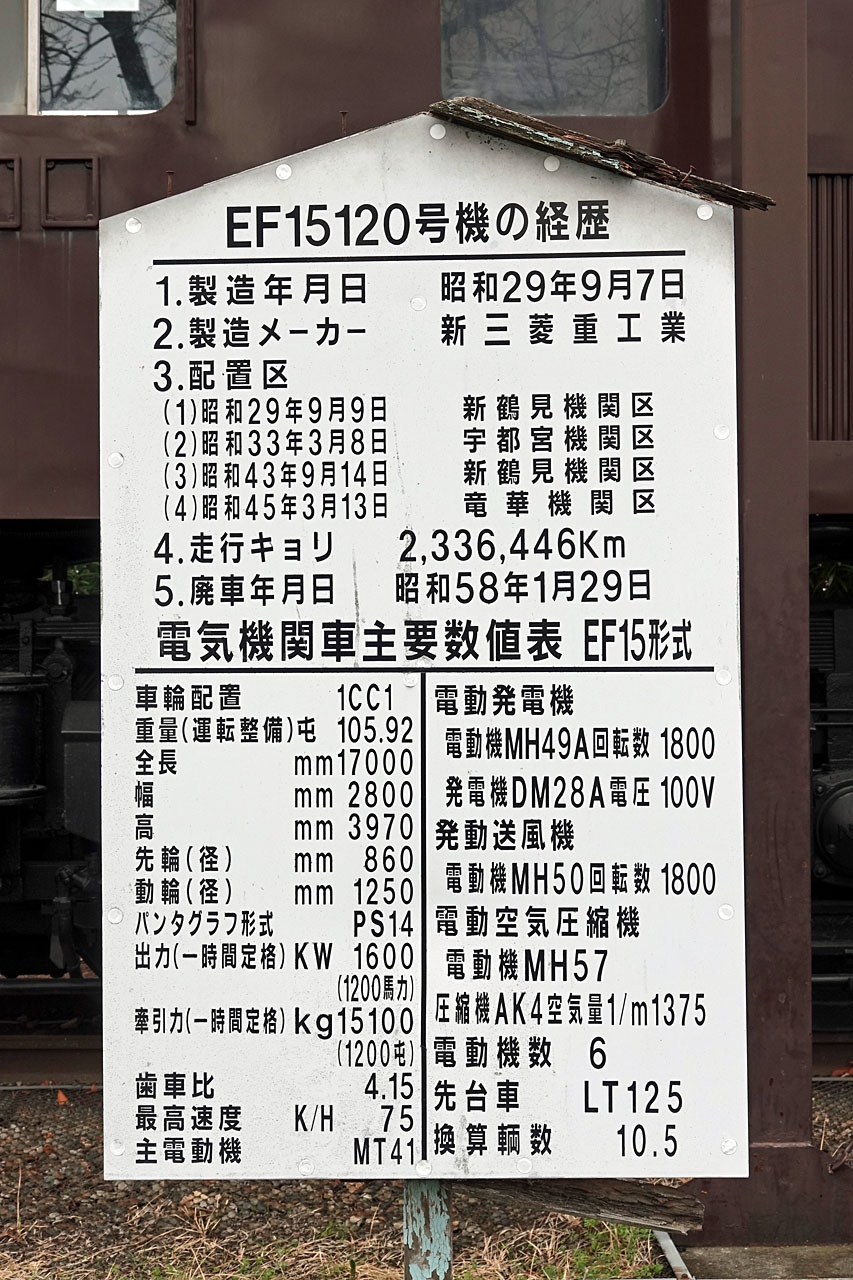 EF15120号機の経歴
1.製造年月日 昭和29年9月7日
2.製造メーカー 新三菱重工業
3.配置区
(1)昭和29年9月9日 新鶴見機関区
(2)昭和33年3月8日 宇都宮機関区
(3)昭和43年9月14日 新鶴見機関区
(4)昭和45年3月13日 竜華機関区
4.走行キョリ 2,336,446Km
5.廃車年月日 昭和58年1月29日
電気機関車主要数値表 EF15形式
車輪配置 1CC1
重量(運転整備)屯 105.92
全長 mm17000
幅 mm 2800
高 mm 3970
先輪(径) mm 860
動輪(径) mm 1250
パンタグラフ形式 PS14
出力(一時間定格) KW 1600
(1200馬力)
牽引力(一時間定格) kg15100
(1200屯)
歯車比 4.15
最高速度 K/H 75
主電動機 MT41
電動発電機
電動機MH49A回転数 1800
発電機DM28A電圧 100V
発動送風機
電動機MH50回転数 1800
電動空気圧縮機
電動機MH57
圧縮機AK4空気量1/m1375
電動機数 6
先台車 LT125
換算輌数 10.5